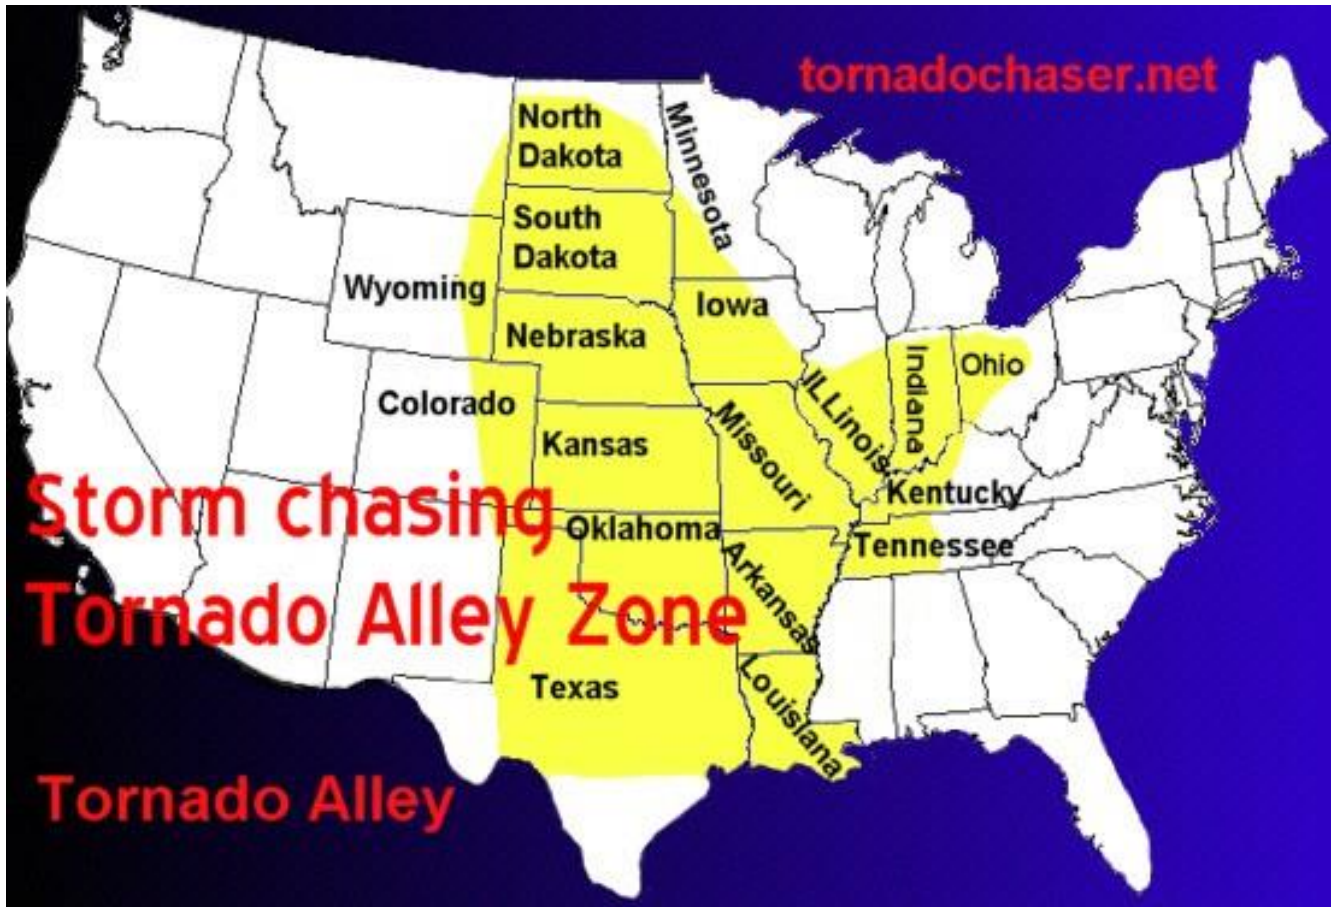 tornadochaser.net
North
Dakota
Minnesota
South
Dakota
Wyoming
Iowa
Nebraska
Ohio
Indiana
ILLinois
Colorado
Missouri
Kansas
Kentucky
Storm chasing
Oklahoma
Tennessee
Arkansas
Tornado Alley Zone
Texas
Louisiana
Tornado Alley